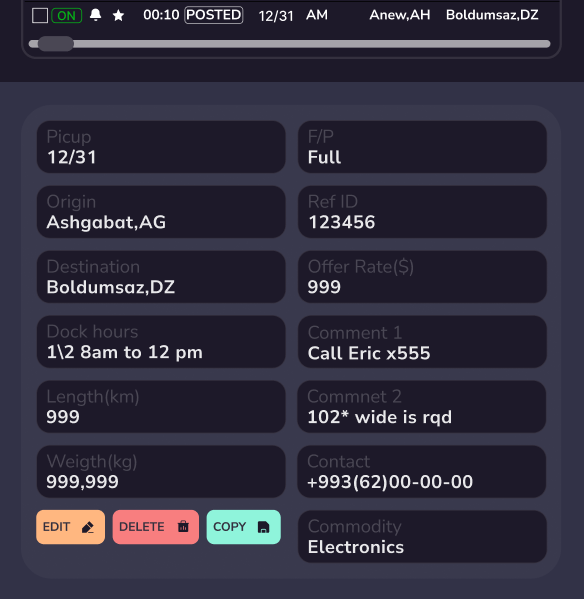 ON 00:10 POSTED 12/31 AM Anew,AH Boldumsaz,DZ
Picup
12/31
F/P
Full
Origin
Ashgabat,AG
Ref ID
123456
Destination
Boldumsaz,DZ
Offer Rate($)
999
Dock hours
1\2 8am to 12 pm
Comment 1
Call Eric x555
Length(km)
999
Commnet 2
102* wide is rqd
Weigth(kg)
999,999
Contact
+993(62)00-00-00
EDIT DELETE COPY
Commodity
Electronics